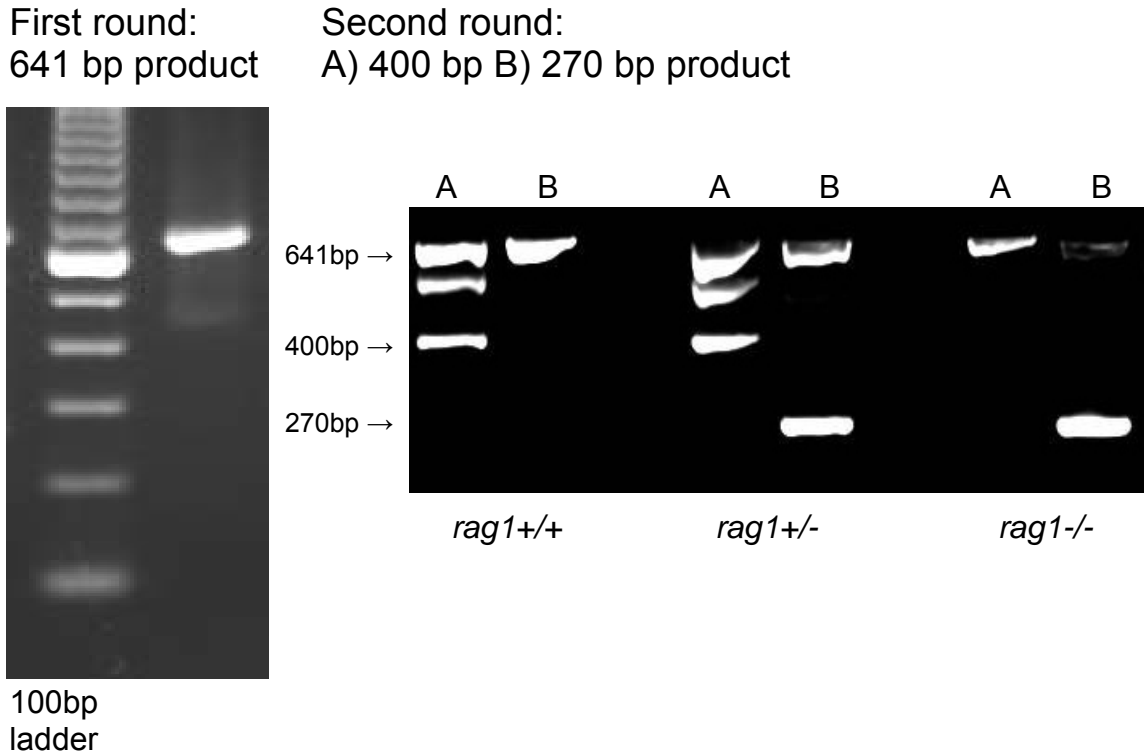 First round:
641 bp product
Second round:
A) 400 bp B) 270 bp product
A B A B A B
641bp →
400bp →
270bp →
rag1+/+ rag1+/- rag1-/-
100bp
ladder